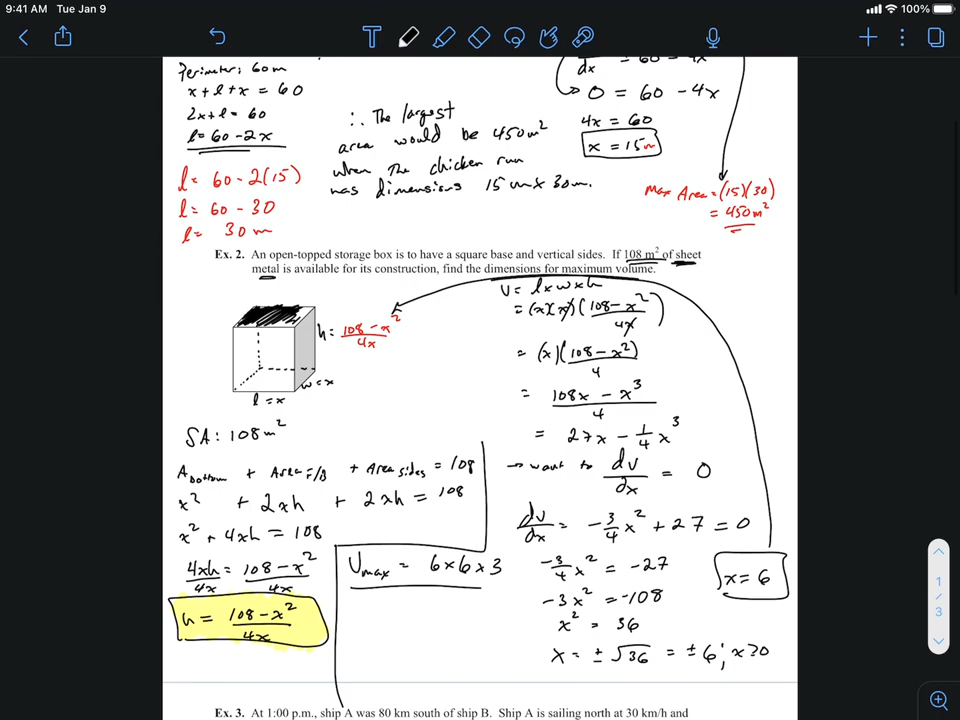 9:41 AM Tue Jan 9
100%
Perimeter: 60m
x + l + x = 60
2x + l = 60
l = 60 - 2x
l = 60 - 2(15)
l = 60 - 30
l = 30 m
∴ The largest
area would be 450m²
when the chicken run
has dimensions 15m x 30m.
dx = 60 - 4x
0 = 60 - 4x
4x = 60
x = 15m
Max Area = (15)(30)
= 450m²
Ex. 2. An open-topped storage box is to have a square base and vertical sides. If 108 m² of sheet
metal is available for its construction, find the dimensions for maximum volume.
h = (108 - x²)/4x
w = x
l = x
SA: 108m²
A bottom + Area F/B + Area sides = 108
x² + 2xh + 2xh = 108
x² + 4xh = 108
4xh/4x = (108 - x²)/4x
h = (108 - x²)/4x
Vmax = 6 x 6 x 3
V = l x w x h
= (x)(x)((108 - x²)/4x)
= (x)(108 - x²)/4
= (108x - x³)/4
= 27x - 1/4 x³
→ want to dv/dx = 0
dv/dx = -3/4 x² + 27 = 0
-3/4 x² = -27
-3x² = -108
x² = 36
x = ± √36 = ± 6 ; x>0
x = 6
1
/
3
Ex. 3. At 1:00 p.m., ship A was 80 km south of ship B. Ship A is sailing north at 30 km/h and